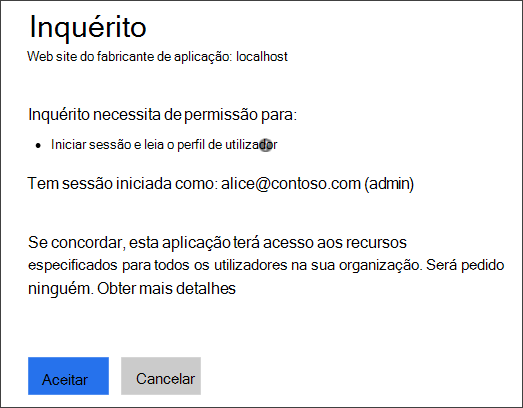 Inquérito
Web site do fabricante de aplicação: localhost
Inquérito necessita de permissão para:
• Iniciar sessão e leia o perfil de utilizador
Tem sessão iniciada como: alice@contoso.com (admin)
Se concordar, esta aplicação terá acesso aos recursos
especificados para todos os utilizadores na sua organização. Será pedido
ninguém. Obter mais detalhes
Aceitar
Cancelar